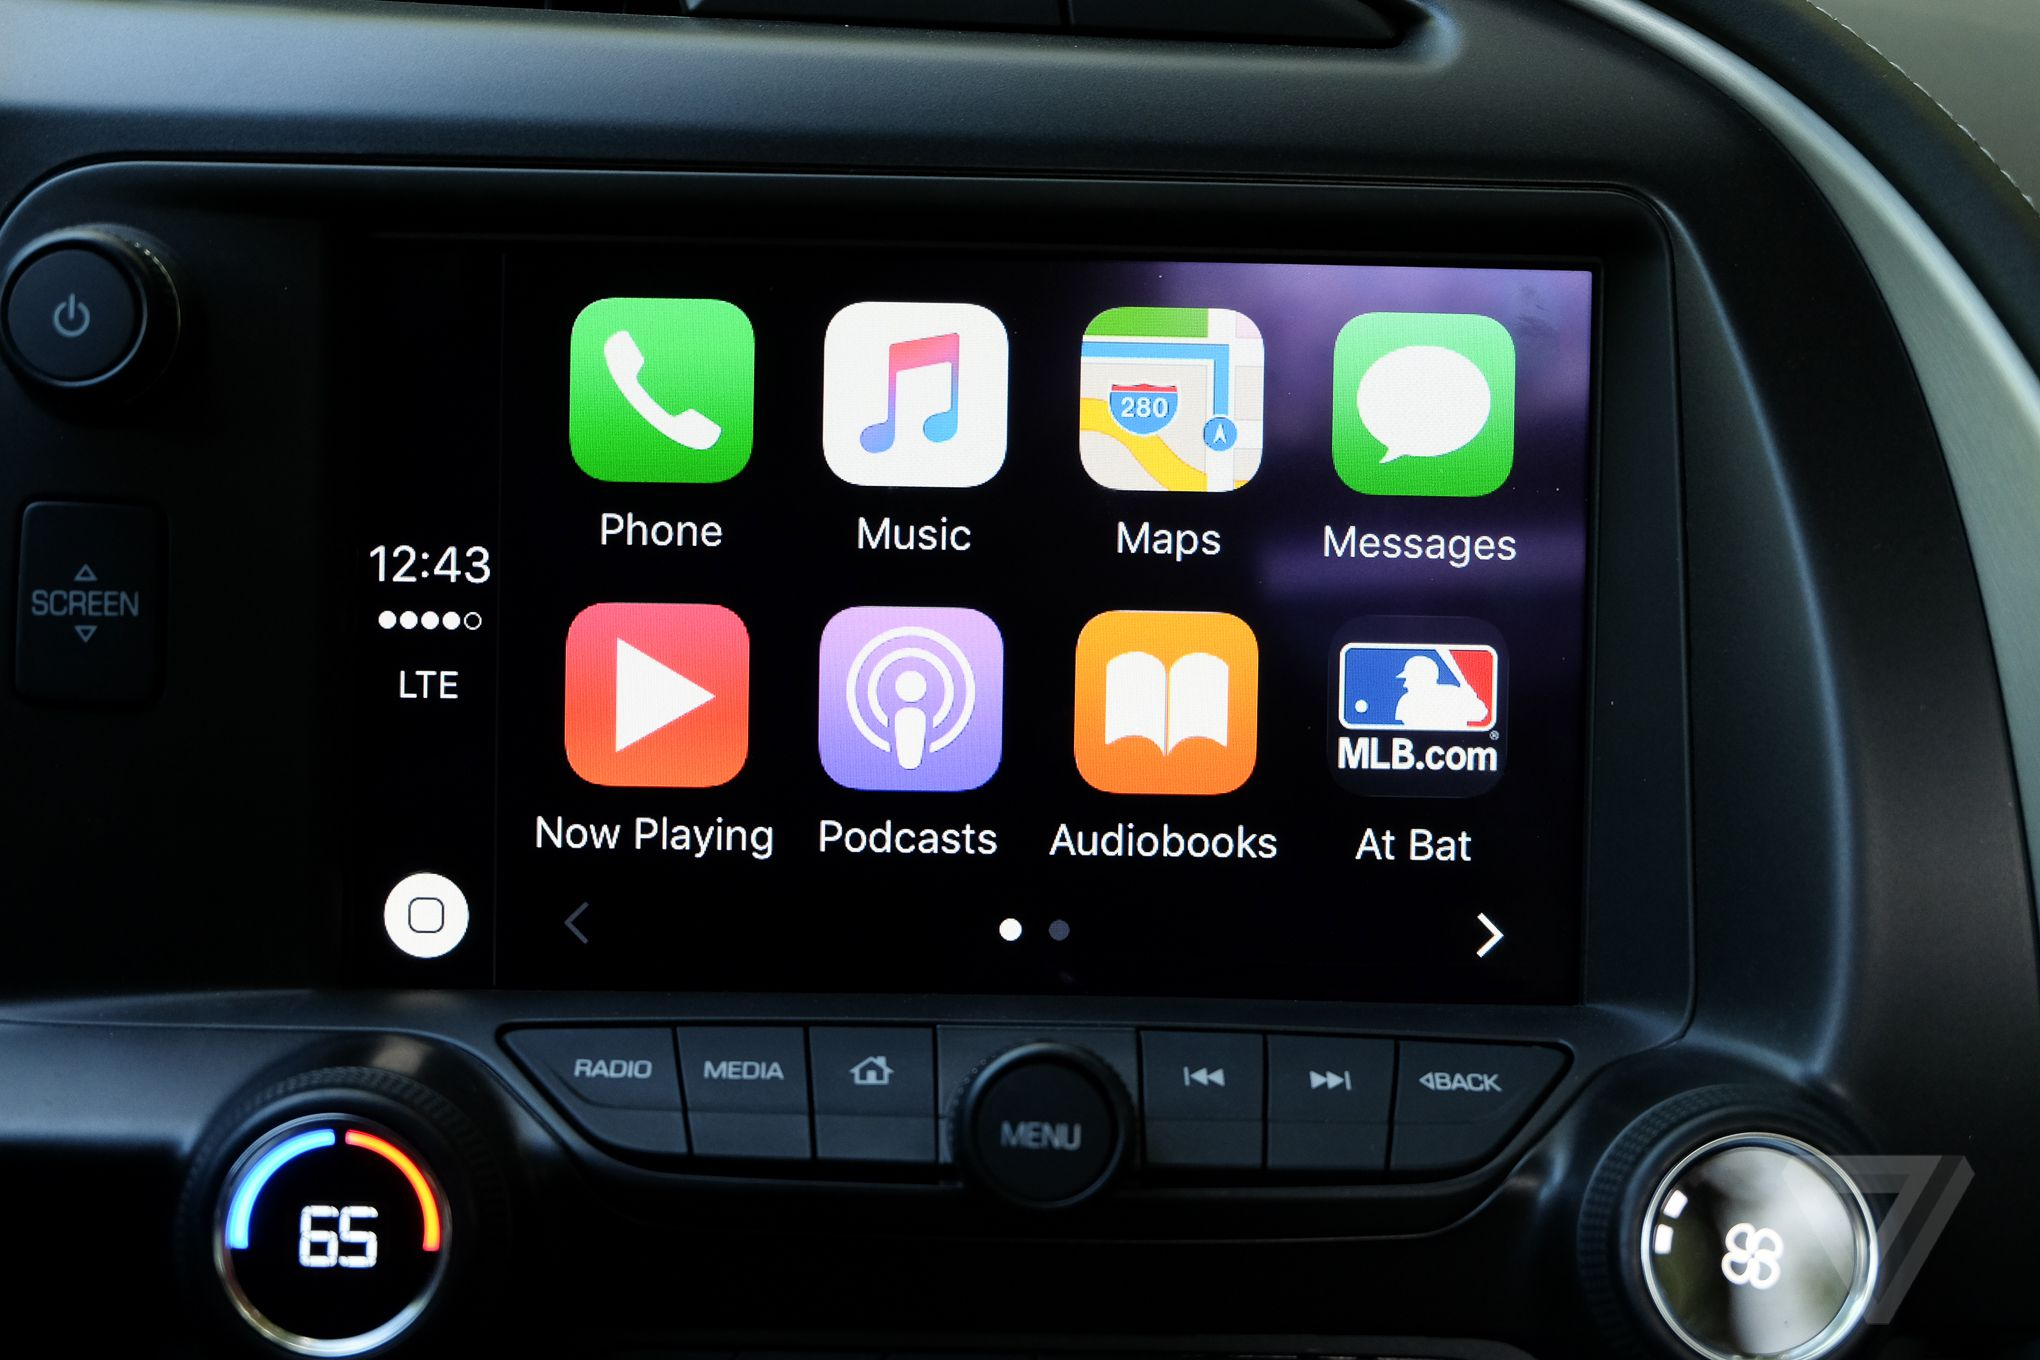 280
Phone
Music
Maps
Messages
12:43
LTE
SCREEN
MLB.com
®
Now Playing
Podcasts
Audiobooks
At Bat
RADIO
MEDIA
MENU
BACK
65